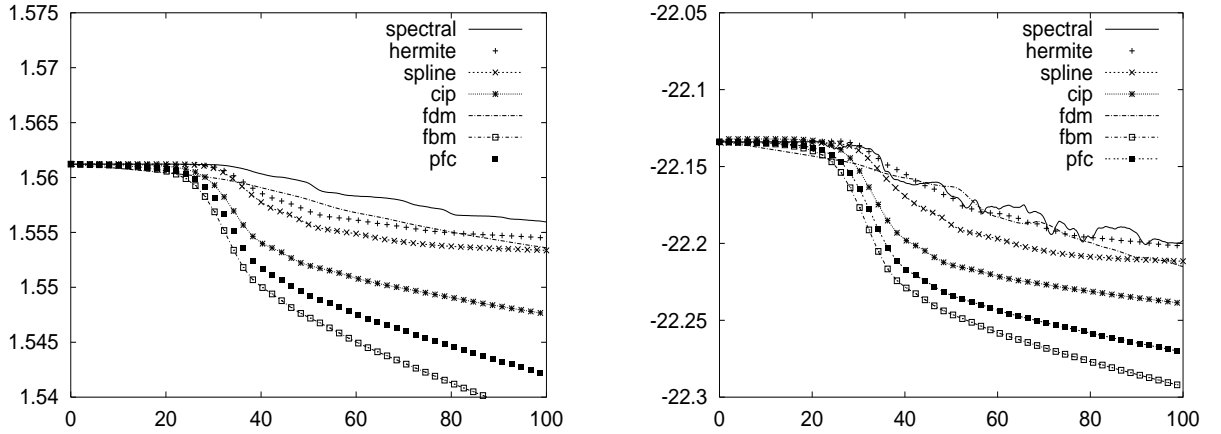 1.575
1.57
1.565
1.56
1.555
1.55
1.545
1.54
0 20 40 60 80 100
spectral
hermite
spline
cip
fdm
fbm
pfc
-22.05
-22.1
-22.15
-22.2
-22.25
-22.3
0 20 40 60 80 100
spectral
hermite
spline
cip
fdm
fbm
pfc